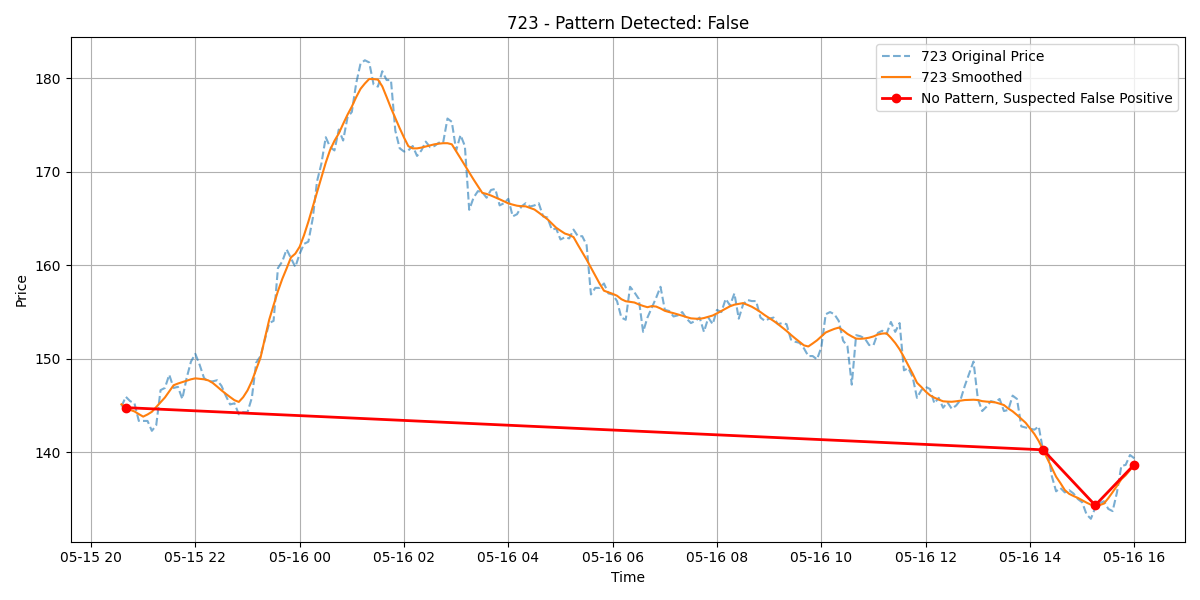 723 - Pattern Detected: False
723 Original Price
723 Smoothed
No Pattern, Suspected False Positive
Price
180
170
160
150
140
05-15 20
05-15 22
05-16 00
05-16 02
05-16 04
05-16 06
05-16 08
05-16 10
05-16 12
05-16 14
05-16 16
Time